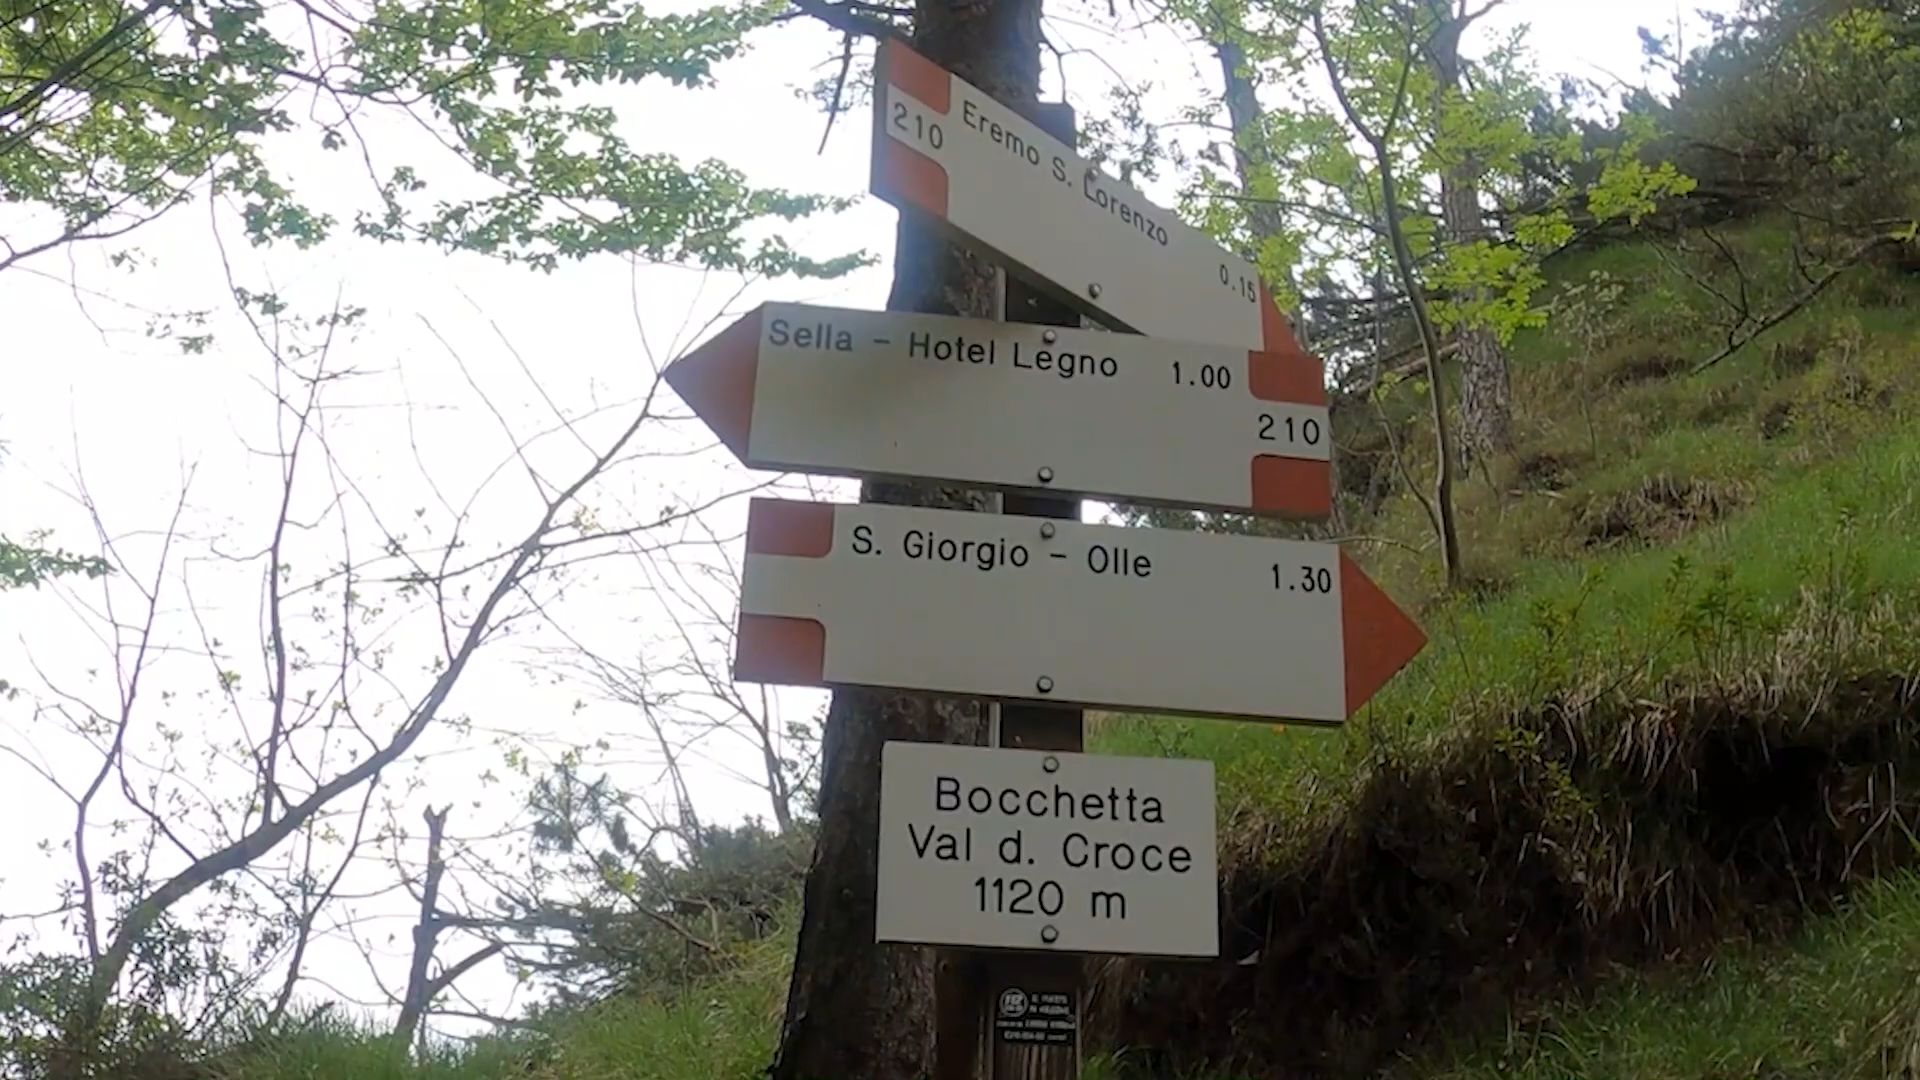 210 Eremo S. Lorenzo 0.15
Sella - Hotel Legno 1.00
210
S. Giorgio - Olle 1.30
Bocchetta
Val d. Croce
1120 m